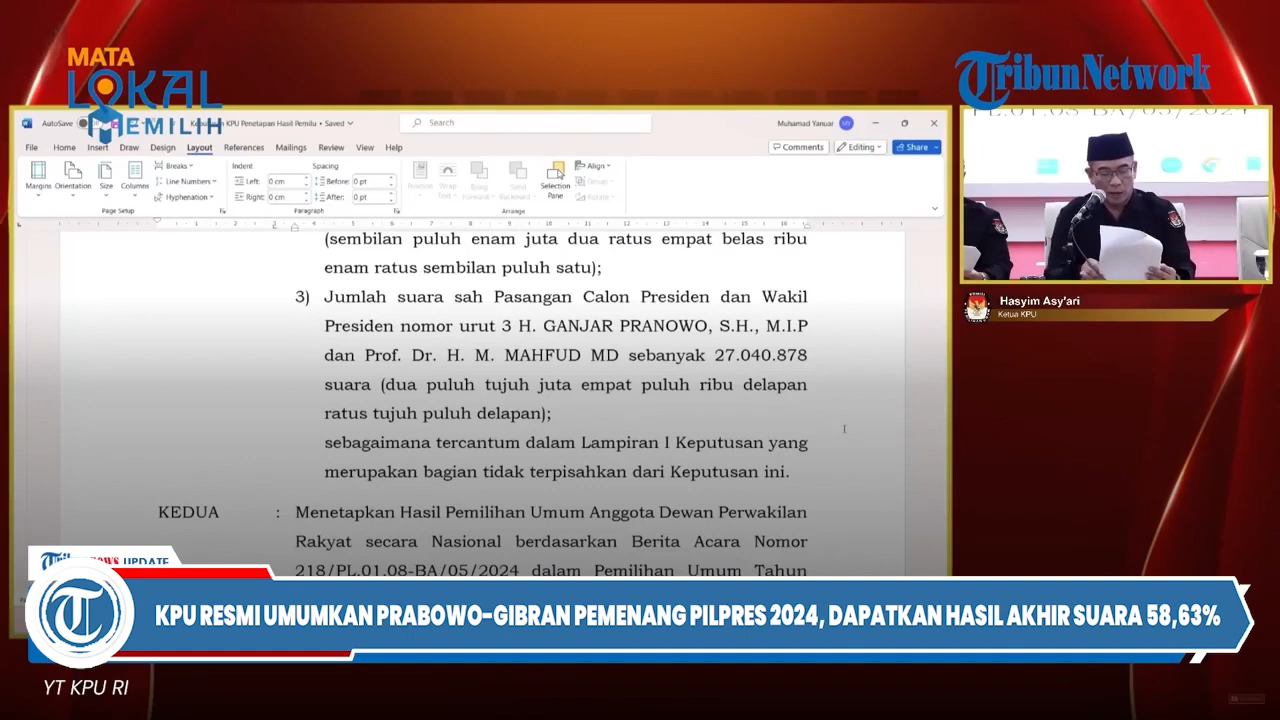 MATA
LOKAL
MEMILIH
TribunNetwork
AutoSave
KPU Penetapan Hasil Pemilu • Saved
Search
Muhamad Yanuar
MY
File Home Insert Draw Design Layout References Mailings Review View Help
Comments Editing Share
Margins Orientation Size Columns
Breaks
Line Numbers
Hyphenation
Page Setup
Indent Spacing
Left: 0 cm Before: 0 pt
Right: 0 cm After: 0 pt
Paragraph
Position Wrap Text Bring Forward Send Backward Selection Pane
Align
Group
Rotate
Arrange
PL.01.08-BA/05/2024
(sembilan puluh enam juta dua ratus empat belas ribu
enam ratus sembilan puluh satu);
3) Jumlah suara sah Pasangan Calon Presiden dan Wakil
Presiden nomor urut 3 H. GANJAR PRANOWO, S.H., M.I.P
dan Prof. Dr. H. M. MAHFUD MD sebanyak 27.040.878
suara (dua puluh tujuh juta empat puluh ribu delapan
ratus tujuh puluh delapan);
sebagaimana tercantum dalam Lampiran I Keputusan yang
merupakan bagian tidak terpisahkan dari Keputusan ini.
KEDUA : Menetapkan Hasil Pemilihan Umum Anggota Dewan Perwakilan
Rakyat secara Nasional berdasarkan Berita Acara Nomor
218/PL.01.08-BA/05/2024 dalam Pemilihan Umum Tahun
Hasyim Asy'ari
Ketua KPU
Tribunnews UPDATE
KPU RESMI UMUMKAN PRABOWO-GIBRAN PEMENANG PILPRES 2024, DAPATKAN HASIL AKHIR SUARA 58,63%
YT KPU RI